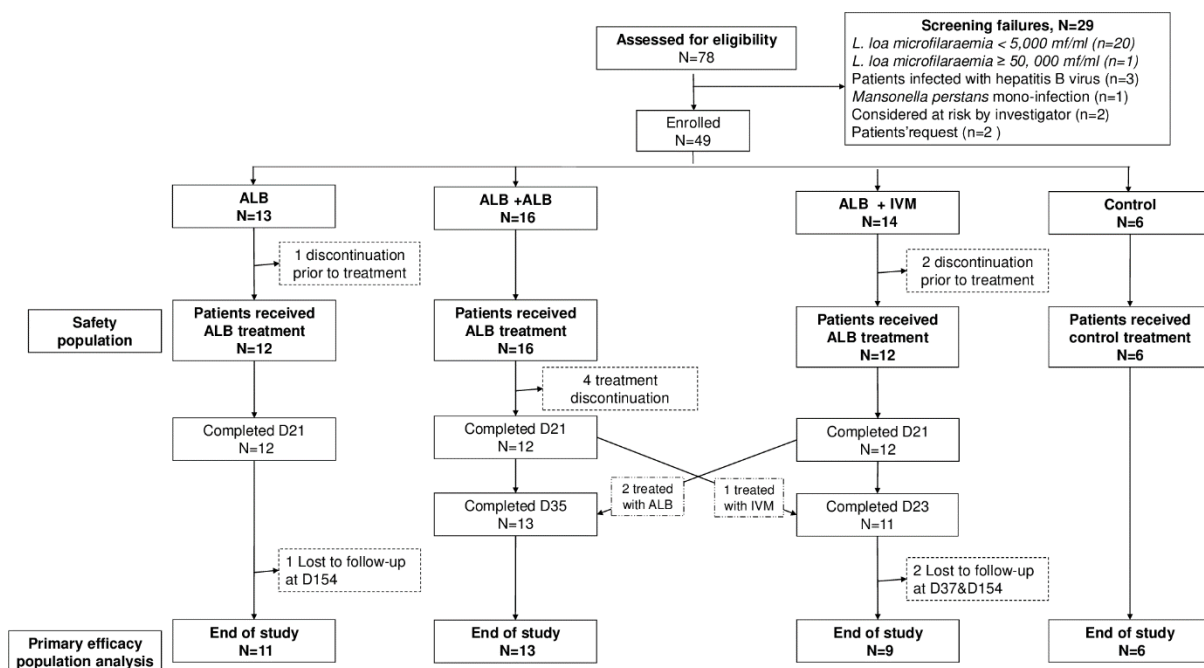 Assessed for eligibility
N=78
Screening failures, N=29
L. loa microfilaraemia < 5,000 mf/ml (n=20)
L. loa microfilaraemia ≥ 50, 000 mf/ml (n=1)
Patients infected with hepatitis B virus (n=3)
Mansonella perstans mono-infection (n=1)
Considered at risk by investigator (n=2)
Patients'request (n=2 )
Enrolled
N=49
ALB
N=13
ALB +ALB
N=16
ALB + IVM
N=14
Control
N=6
1 discontinuation
prior to treatment
2 discontinuation
prior to treatment
Safety
population
Patients received
ALB treatment
N=12
Patients received
ALB treatment
N=16
Patients received
ALB treatment
N=12
Patients received
control treatment
N=6
4 treatment
discontinuation
Completed D21
N=12
Completed D21
N=12
Completed D21
N=12
2 treated
with ALB
1 treated
with IVM
Completed D35
N=13
Completed D23
N=11
1 Lost to follow-up
at D154
2 Lost to follow-up
at D37&D154
Primary efficacy
population analysis
End of study
N=11
End of study
N=13
End of study
N=9
End of study
N=6